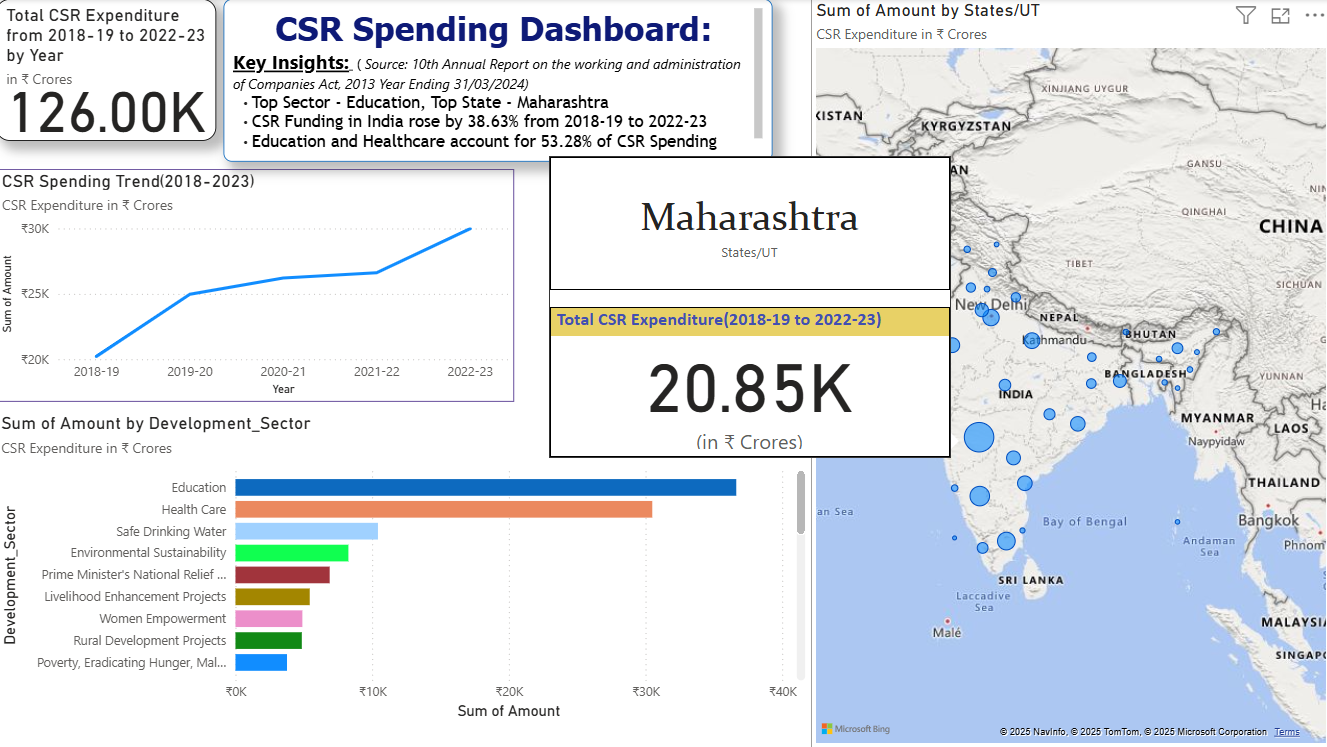 Total CSR Expenditure
from 2018-19 to 2022-23
by Year
in ₹ Crores
126.00K
CSR Spending Dashboard:
Key Insights: ( Source: 10th Annual Report on the working and administration
of Companies Act, 2013 Year Ending 31/03/2024)
· Top Sector - Education, Top State - Maharashtra
· CSR Funding in India rose by 38.63% from 2018-19 to 2022-23
· Education and Healthcare account for 53.28% of CSR Spending
CSR Spending Trend(2018-2023)
CSR Expenditure in ₹ Crores
Sum of Amount
₹30K
₹25K
₹20K
2018-19 2019-20 2020-21 2021-22 2022-23
Year
Maharashtra
States/UT
Total CSR Expenditure(2018-19 to 2022-23)
20.85K
(in ₹ Crores)
Sum of Amount by Development_Sector
CSR Expenditure in ₹ Crores
Development_Sector
Education
Health Care
Safe Drinking Water
Environmental Sustainability
Prime Minister's National Relief ...
Livelihood Enhancement Projects
Women Empowerment
Rural Development Projects
Poverty, Eradicating Hunger, Mal...
₹0K ₹10K ₹20K ₹30K ₹40K
Sum of Amount
Sum of Amount by States/UT
CSR Expenditure in ₹ Crores
XINJIANG UYGUR
KISTAN
KYRGYZSTAN
AN
GANSU
QINGHAI
CHINA
TIBET
SICHUAN
New Delhi
NEPAL
Kathmandu
BHUTAN
BANGLADESH
YUNNAN
INDIA
MYANMAR
Naypyidaw
LAOS
Ha
THAILAND
an Sea
Bay of Bengal
Bangkok
Andaman
Sea
Phnom
SRI LANKA
Laccadive
Sea
Malé
MALAYSIA
SINGAP
Microsoft Bing
© 2025 NavInfo, © 2025 TomTom, © 2025 Microsoft Corporation Terms